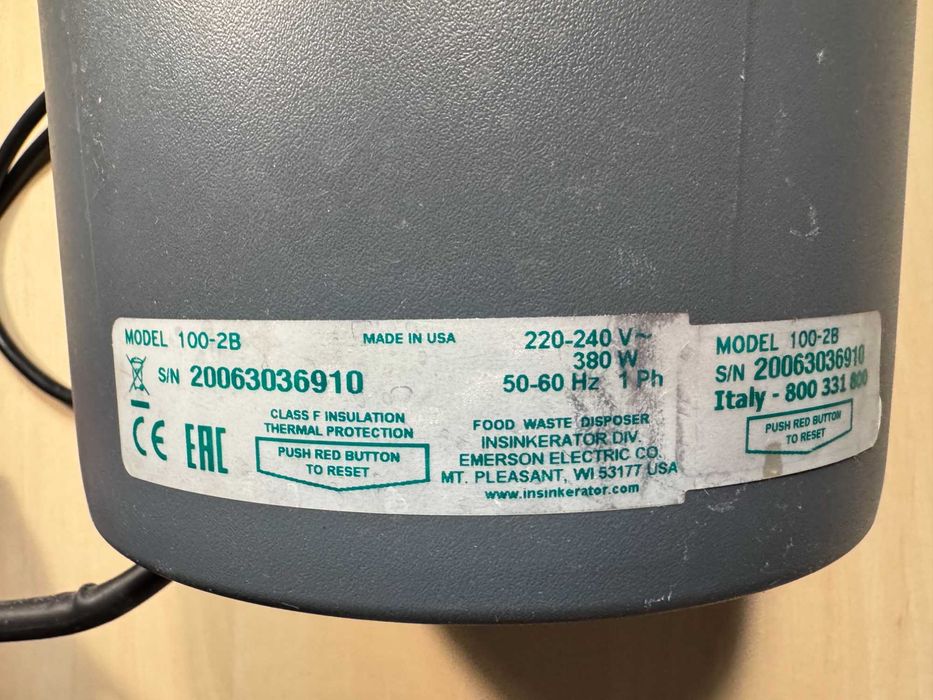 MODEL 100-2B
MADE IN USA
220-240 V~
380 W
50-60 Hz 1 Ph
S/N 20063036910
CE EAC
CLASS F INSULATION
THERMAL PROTECTION
PUSH RED BUTTON
TO RESET
FOOD WASTE DISPOSER
INSINKERATOR DIV.
EMERSON ELECTRIC CO.
MT. PLEASANT, WI 53177 USA
www.insinkerator.com
MODEL 100-2B
S/N 20063036910
Italy - 800 331 800
PUSH RED BUTTON
TO RESET